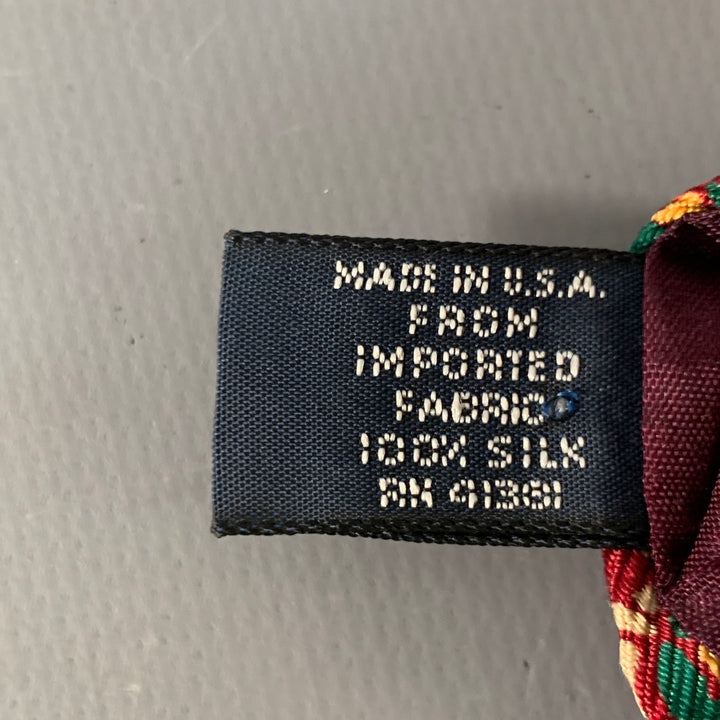 MADE IN U.S.A.
FROM
IMPORTED
FABRIC
100% SILK
RN 41381